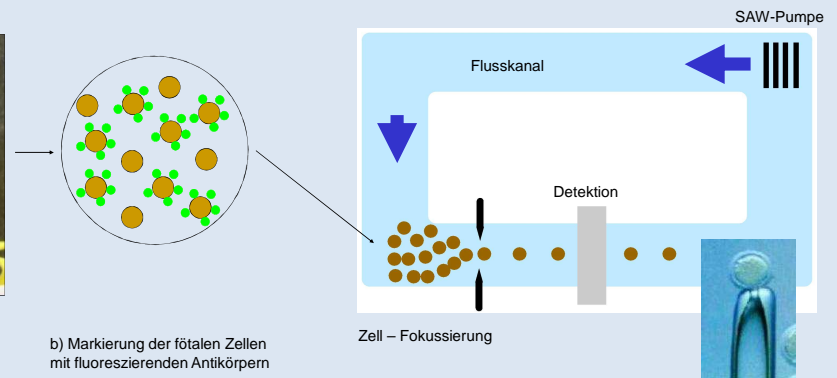 SAW-Pumpe
Flusskanal
Detektion
Zell – Fokussierung
b) Markierung der fötalen Zellen
mit fluoreszierenden Antikörpern